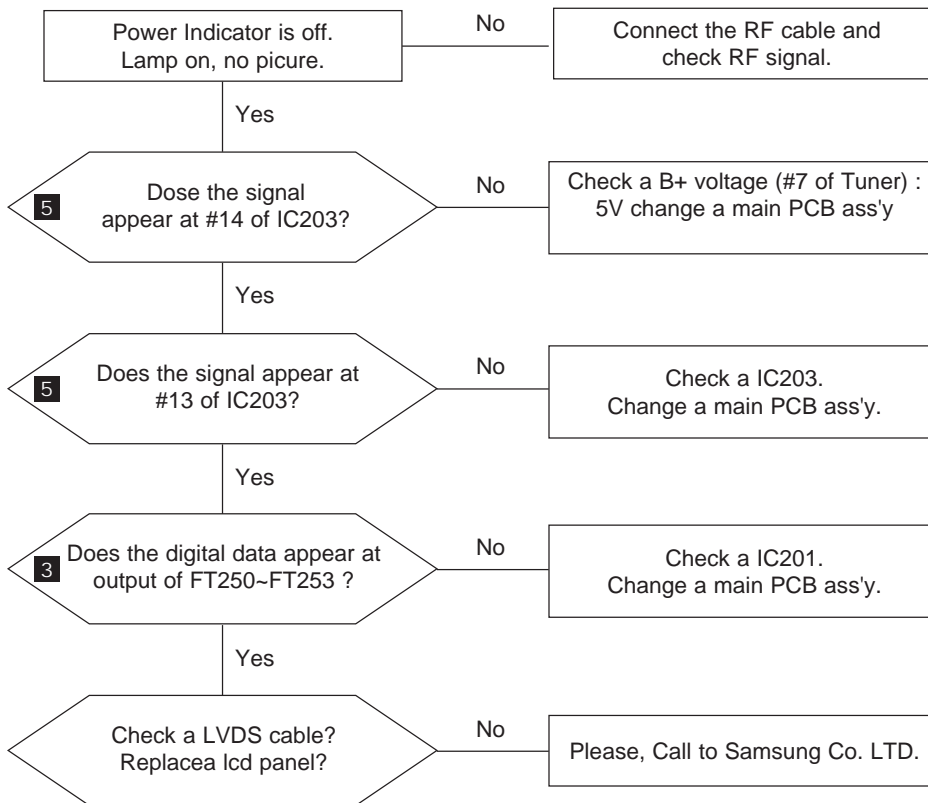 Power Indicator is off.
Lamp on, no picure.
No
Connect the RF cable and
check RF signal.
Yes
5
Dose the signal
appear at #14 of IC203?
No
Check a B+ voltage (#7 of Tuner) :
5V change a main PCB ass'y
Yes
5
Does the signal appear at
#13 of IC203?
No
Check a IC203.
Change a main PCB ass'y.
Yes
3
Does the digital data appear at
output of FT250~FT253 ?
No
Check a IC201.
Change a main PCB ass'y.
Yes
Check a LVDS cable?
Replacea lcd panel?
No
Please, Call to Samsung Co. LTD.